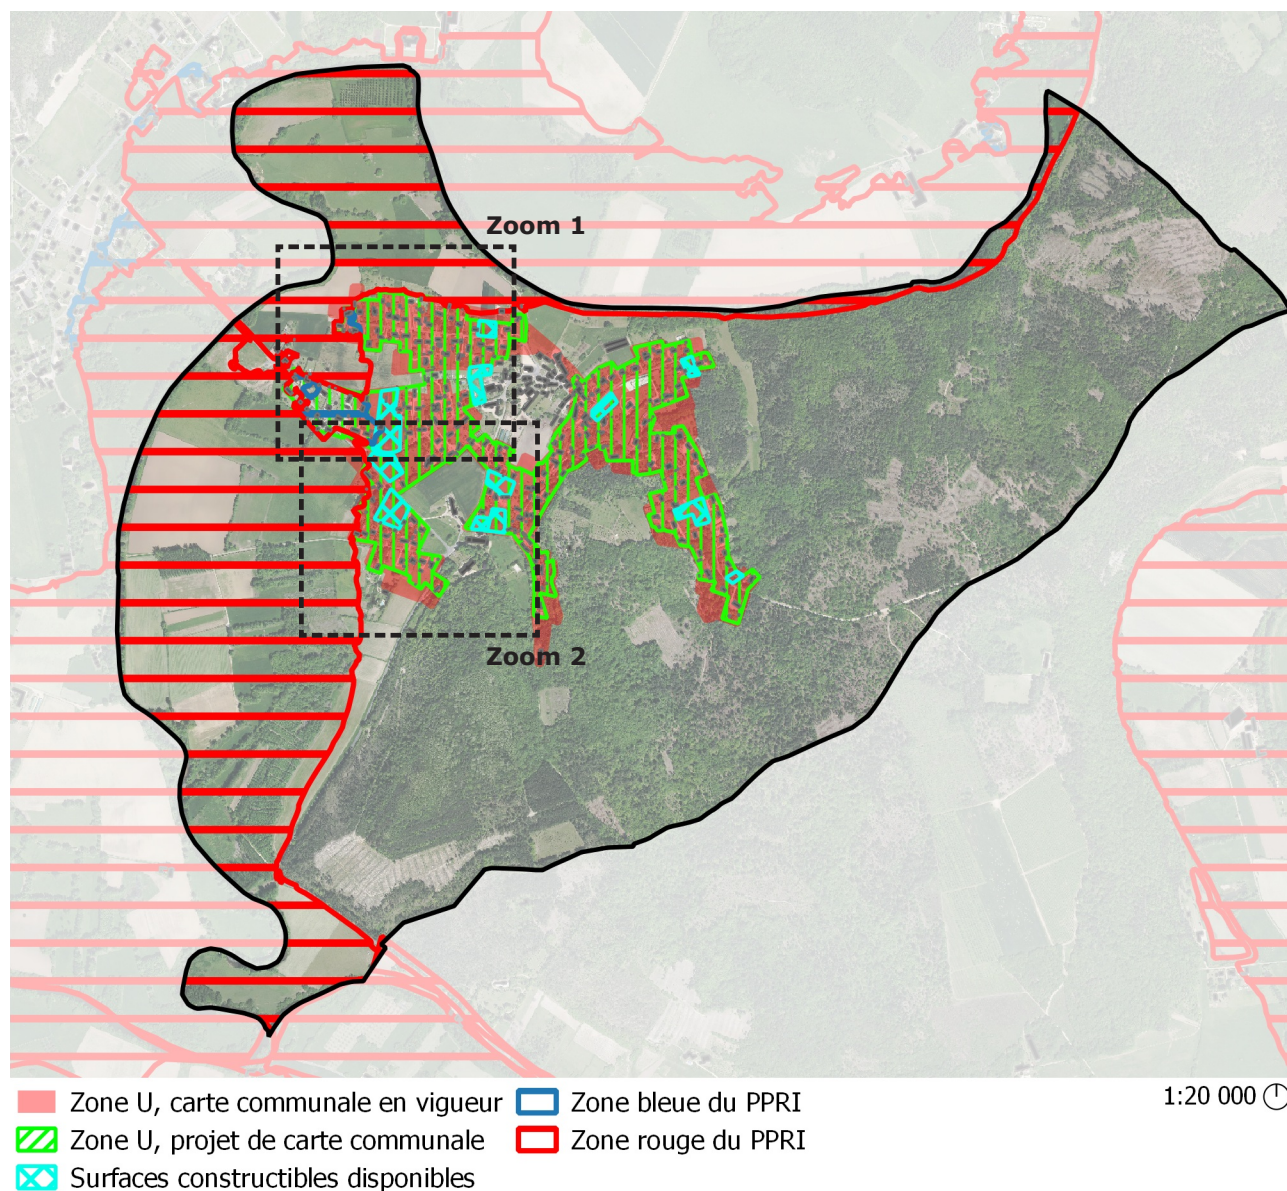 Zoom 1
Zoom 2
Zone U, carte communale en vigueur
Zone bleue du PPRI
1:20 000
Zone U, projet de carte communale
Zone rouge du PPRI
Surfaces constructibles disponibles